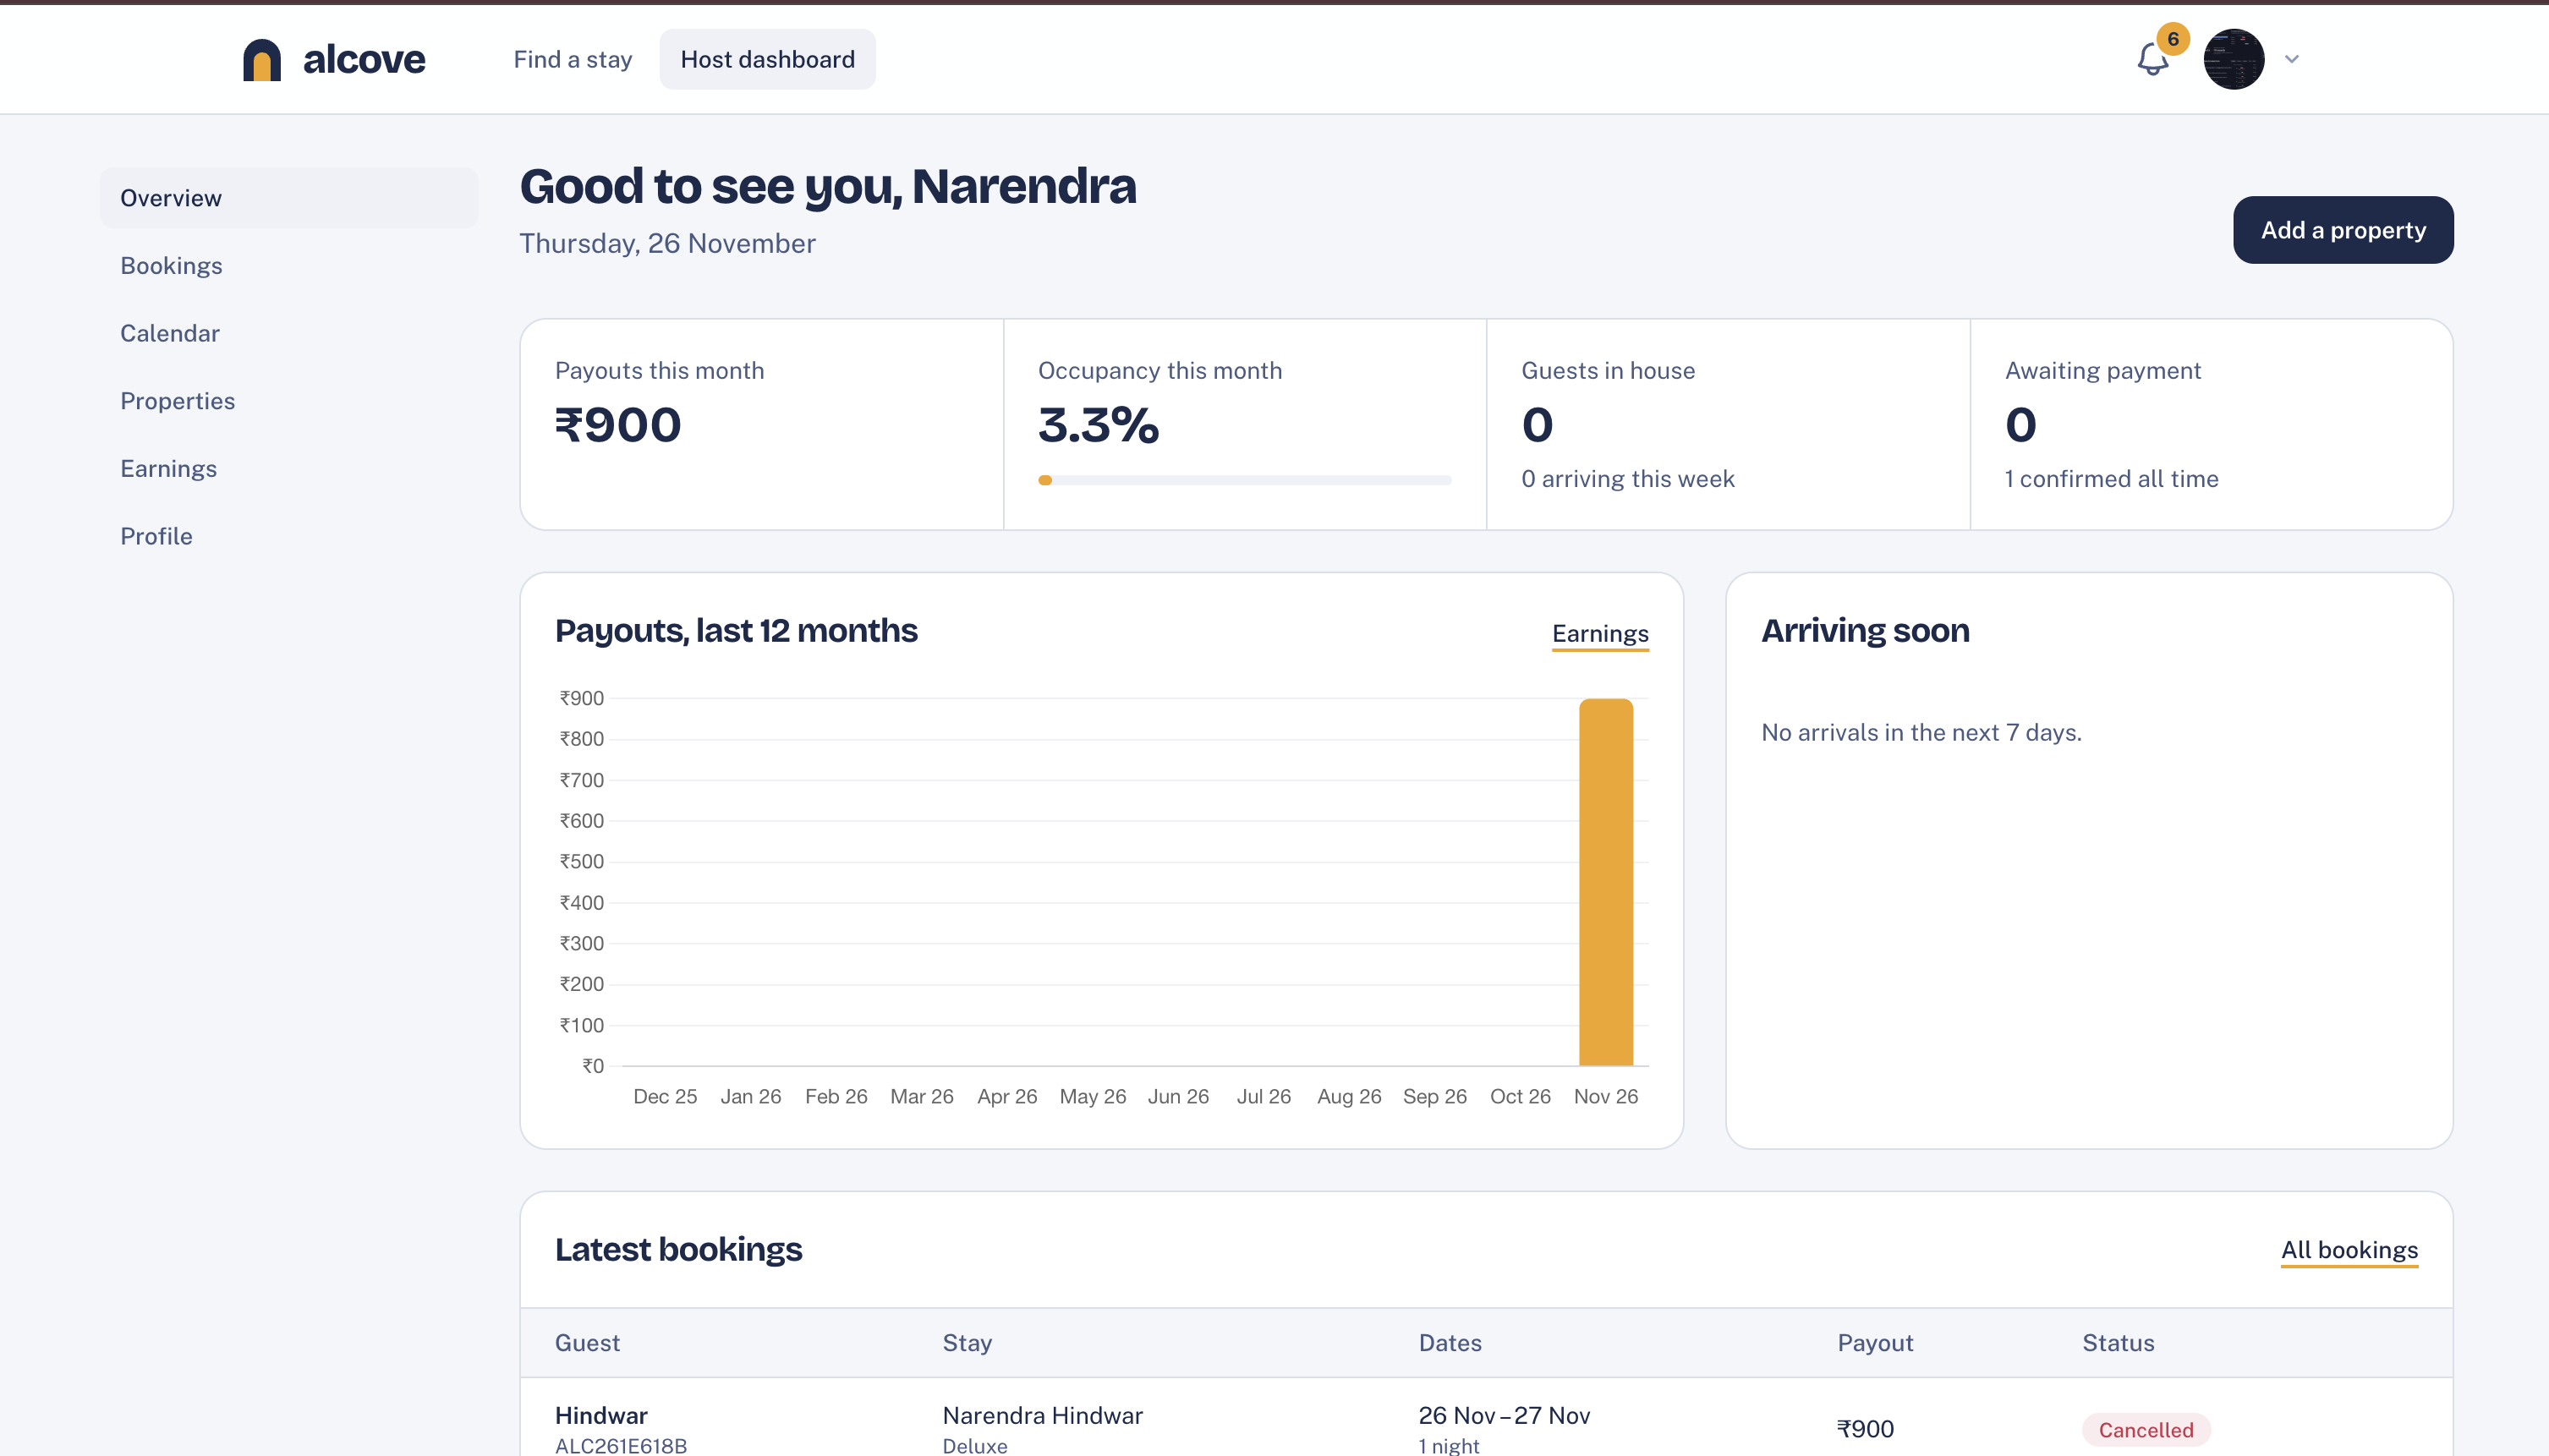 alcove
Find a stay
Host dashboard
6
Overview
Bookings
Calendar
Properties
Earnings
Profile
Good to see you, Narendra
Thursday, 26 November
Add a property
Payouts this month
₹900
Occupancy this month
3.3%
Guests in house
0
0 arriving this week
Awaiting payment
0
1 confirmed all time
Payouts, last 12 months
Earnings
₹900
₹800
₹700
₹600
₹500
₹400
₹300
₹200
₹100
₹0
Dec 25 Jan 26 Feb 26 Mar 26 Apr 26 May 26 Jun 26 Jul 26 Aug 26 Sep 26 Oct 26 Nov 26
Arriving soon
No arrivals in the next 7 days.
Latest bookings
All bookings
Guest Stay Dates Payout Status
Hindwar Narendra Hindwar 26 Nov – 27 Nov ₹900 Cancelled
ALC261E618B Deluxe 1 night